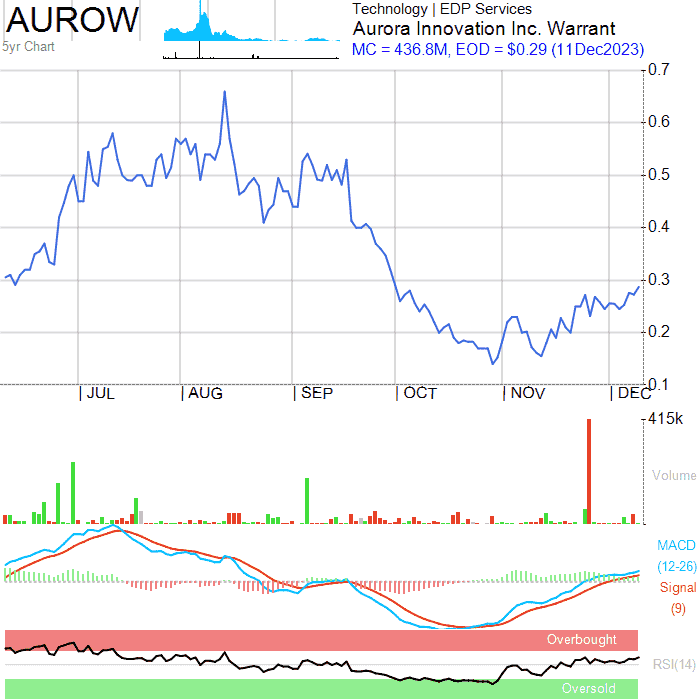 AUROW
5yr Chart
Technology | EDP Services
Aurora Innovation Inc. Warrant
MC = 436.8M, EOD = $0.29 (11Dec2023)
0.7
0.6
0.5
0.4
0.3
0.2
0.1
| JUL | AUG | SEP | OCT | NOV | DEC
415k
Volume
MACD
(12-26)
Signal
(9)
Overbought
RSI(14)
Oversold